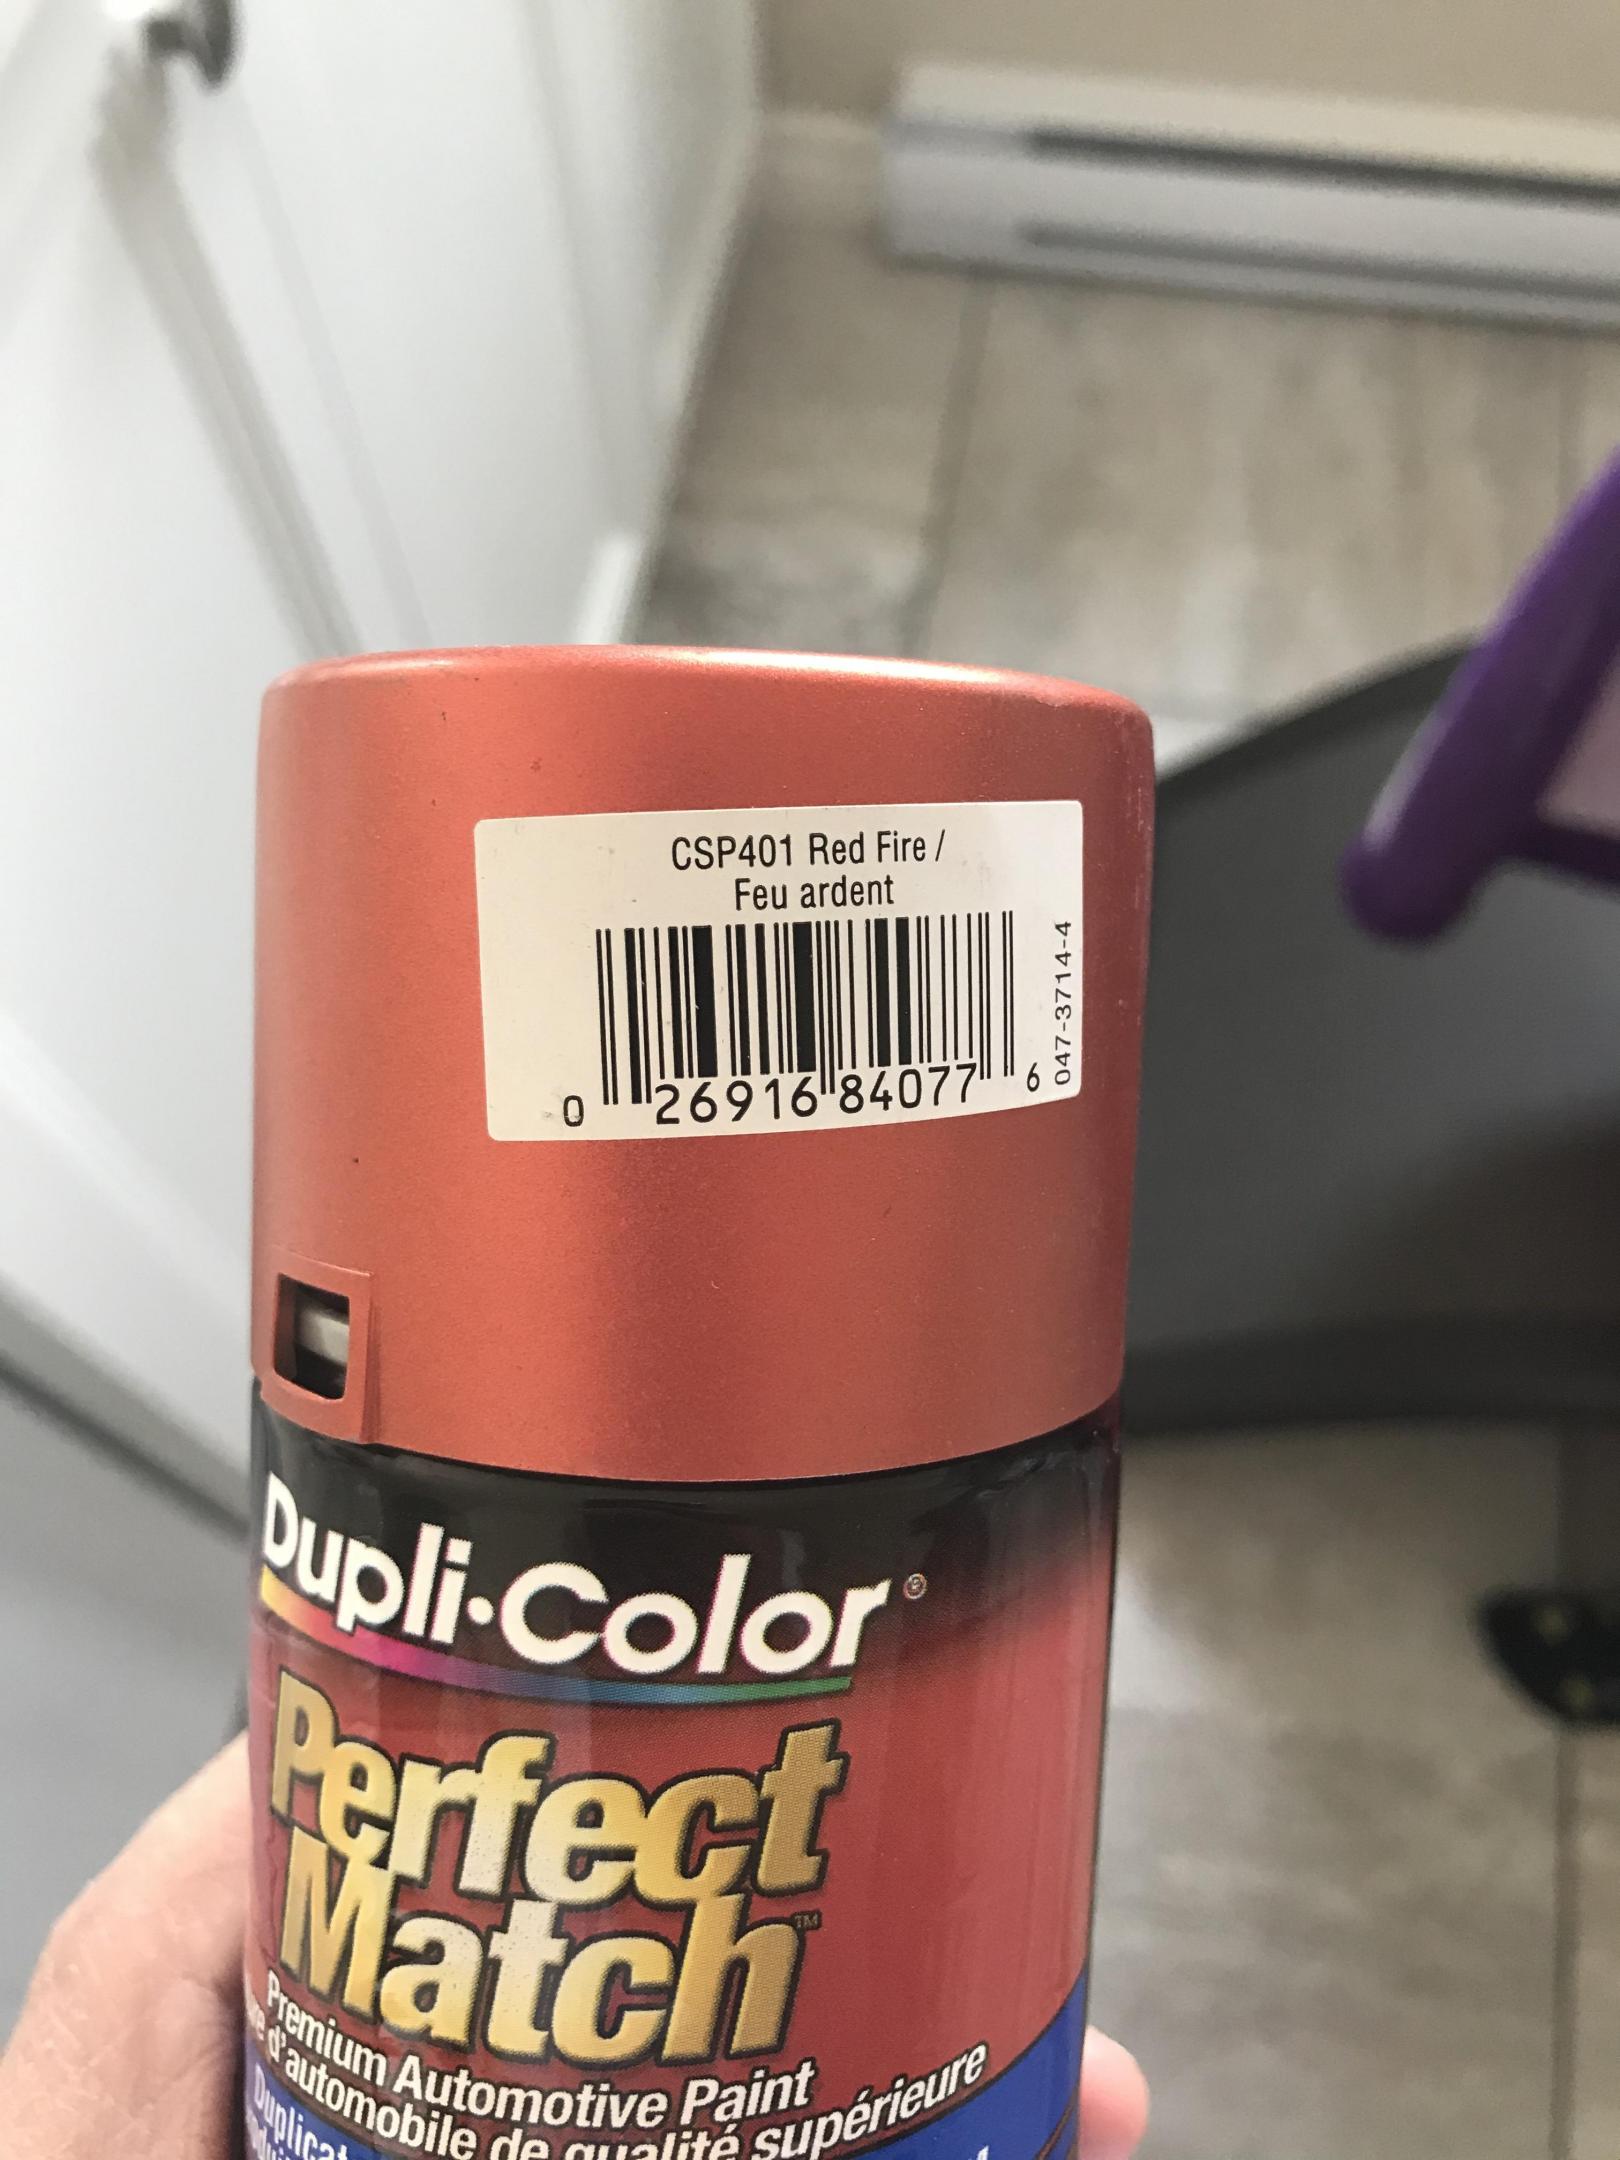 CSP401 Red Fire /
Feu ardent
0 26916 84077 6
047-3714-4
Dupli-Color®
Perfect
Match™
Premium Automotive Paint
d'automobile de qualité supérieure